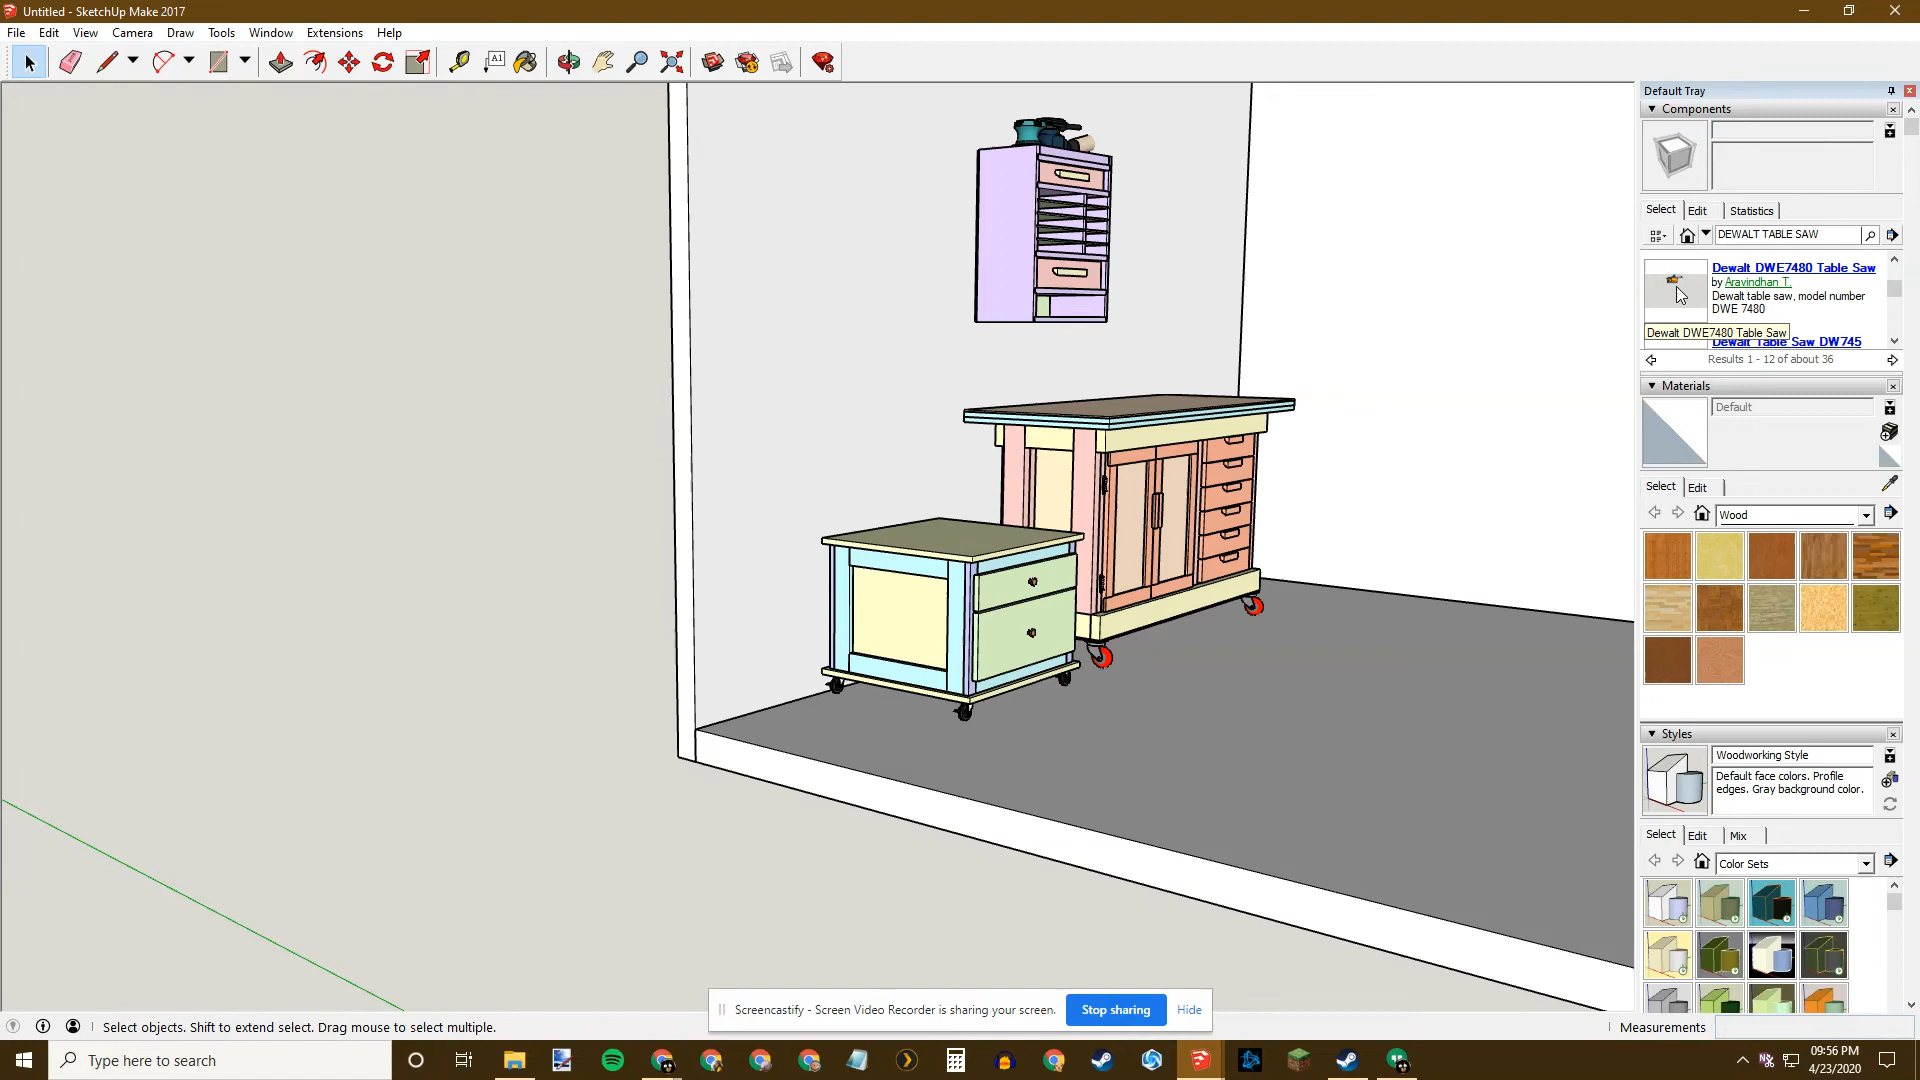 Untitled - SketchUp Make 2017
File Edit View Camera Draw Tools Window Extensions Help
A1
Default Tray
Components
Select Edit Statistics
DEWALT TABLE SAW
Dewalt DWE7480 Table Saw
by Aravindhan T.
Dewalt table saw, model number
DWE 7480
Dewalt DWE7480 Table Saw
Dewalt Table Saw DW745
Results 1 - 12 of about 36
Materials
Default
Select Edit
Wood
Styles
Woodworking Style
Default face colors. Profile
edges. Gray background color.
Select Edit Mix
Color Sets
Screencastify - Screen Video Recorder is sharing your screen. Stop sharing Hide
Select objects. Shift to extend select. Drag mouse to select multiple.
Measurements
Type here to search
09:56 PM
4/23/2020